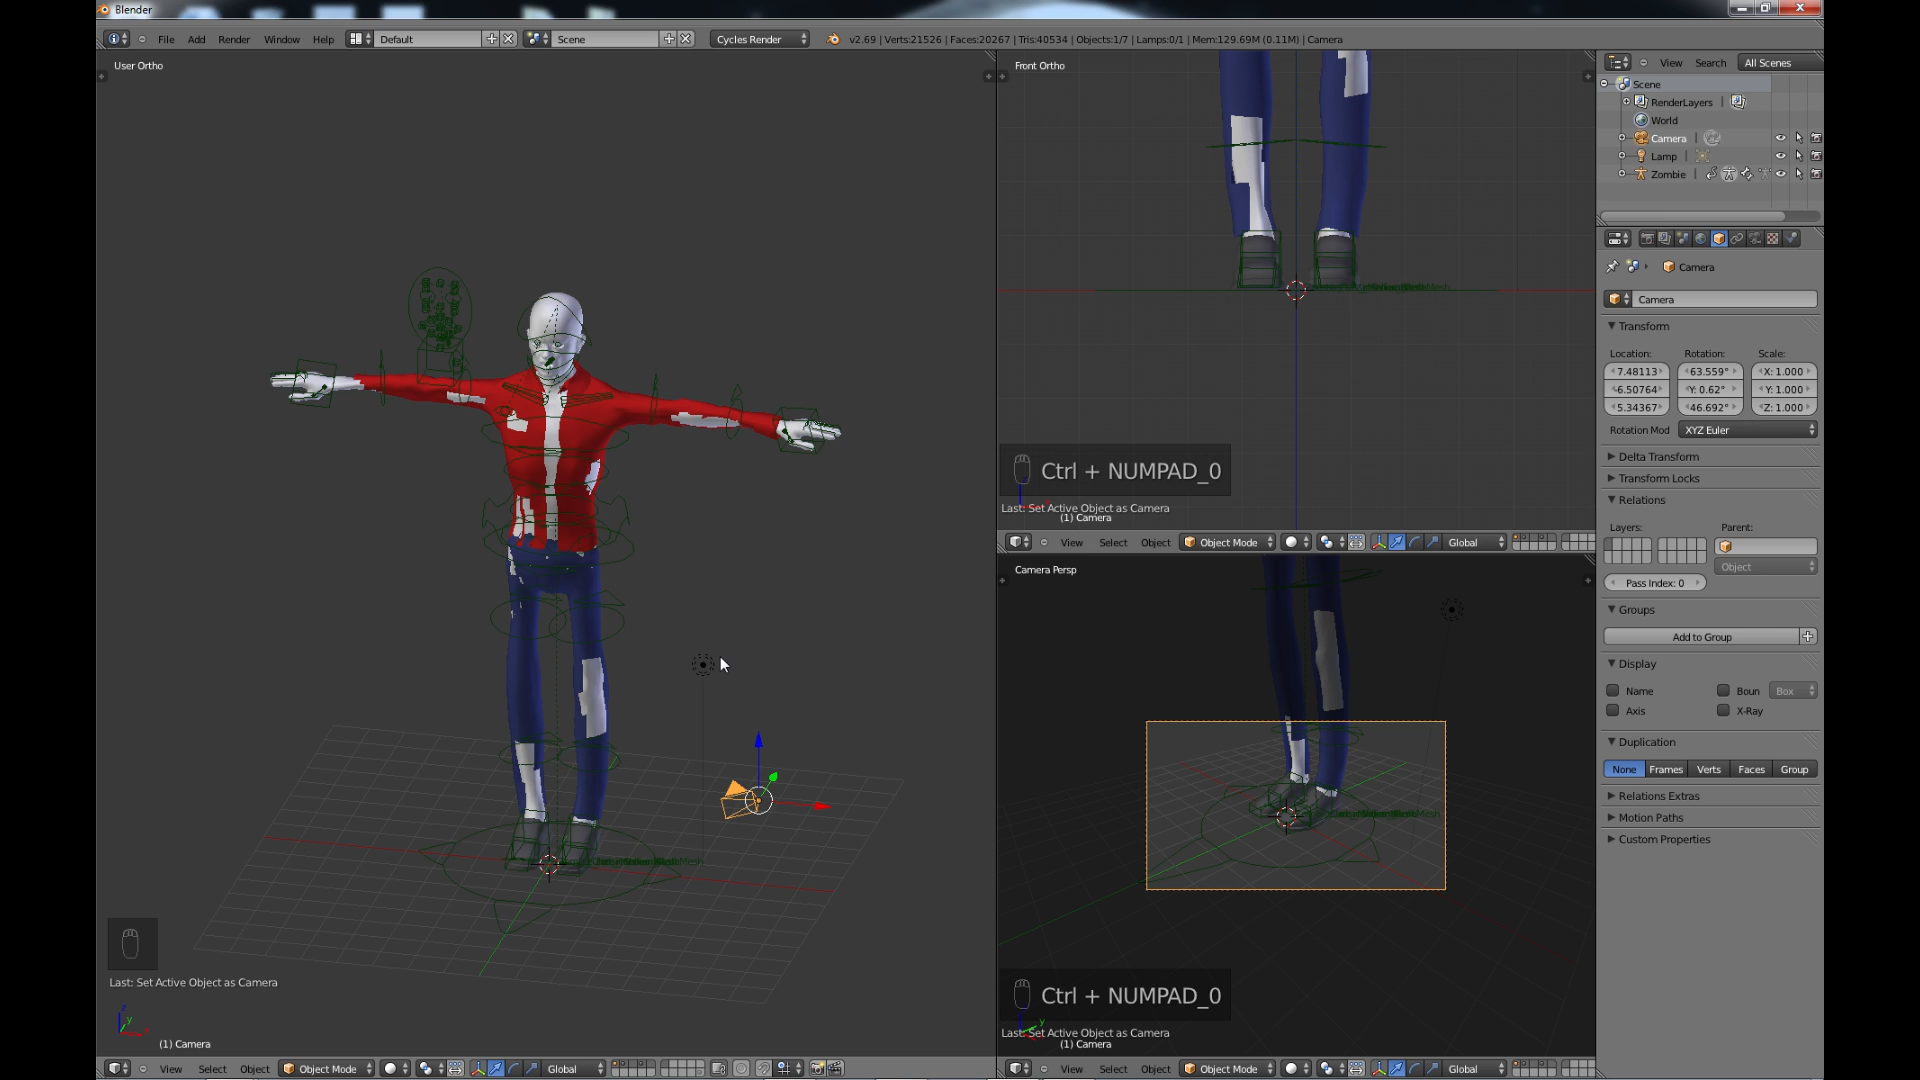 Blender
File Add Render Window Help Default Scene Cycles Render v2.69 | Verts:21526 | Faces:20267 | Tris:40534 | Objects:1/7 | Lamps:0/1 | Mem:129.69M (0.11M) | Camera
User Ortho
(1) Camera
Last: Set Active Object as Camera
View Select Object Object Mode Global
Front Ortho
Ctrl + NUMPAD_0
Last: Set Active Object as Camera
(1) Camera
View Select Object Object Mode Global
Camera Persp
Ctrl + NUMPAD_0
Last: Set Active Object as Camera
(1) Camera
View Select Object Object Mode Global
View Search All Scenes
Scene
RenderLayers |
World
Camera |
Lamp |
Zombie |
Camera
Camera
Transform
Location: Rotation: Scale:
7.48113 63.559° X: 1.000
6.50764 Y: 0.62° Y: 1.000
5.34367 46.692° Z: 1.000
Rotation Mod XYZ Euler
Delta Transform
Transform Locks
Relations
Layers: Parent:
Object
Pass Index: 0
Groups
Add to Group
Display
Name Boun Box
Axis X-Ray
Duplication
None Frames Verts Faces Group
Relations Extras
Motion Paths
Custom Properties